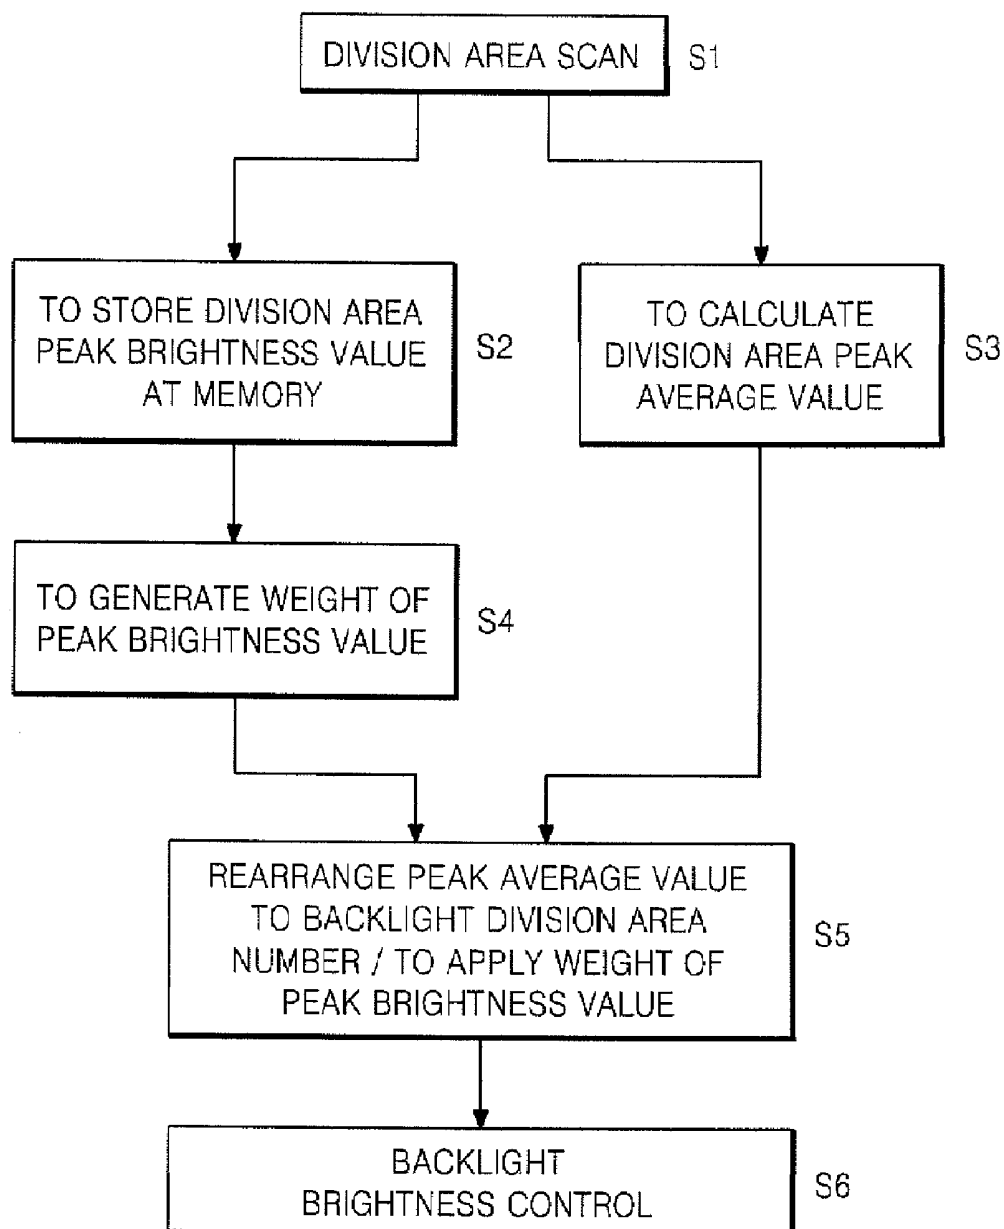 DIVISION AREA SCAN
S1
TO STORE DIVISION AREA
PEAK BRIGHTNESS VALUE
AT MEMORY
S2
TO CALCULATE
DIVISION AREA PEAK
AVERAGE VALUE
S3
TO GENERATE WEIGHT OF
PEAK BRIGHTNESS VALUE
S4
REARRANGE PEAK AVERAGE VALUE
TO BACKLIGHT DIVISION AREA
NUMBER / TO APPLY WEIGHT OF
PEAK BRIGHTNESS VALUE
S5
BACKLIGHT
BRIGHTNESS CONTROL
S6